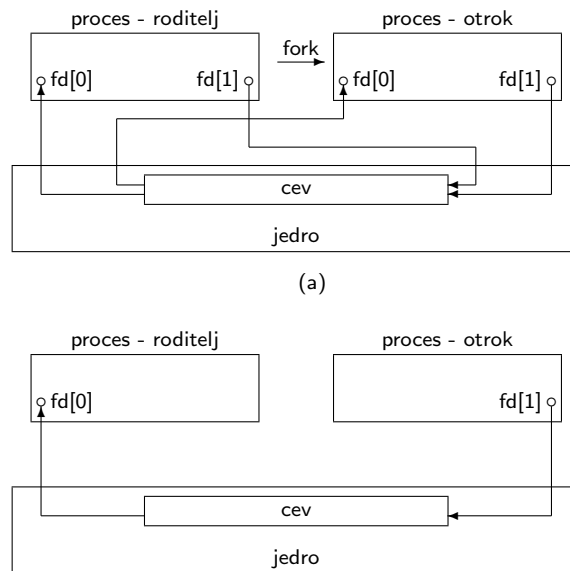 proces - roditelj proces - otrok
fork
fd[0] fd[1] fd[0] fd[1]
cev
jedro
(a)
proces - roditelj proces - otrok
fd[0] fd[1]
cev
jedro